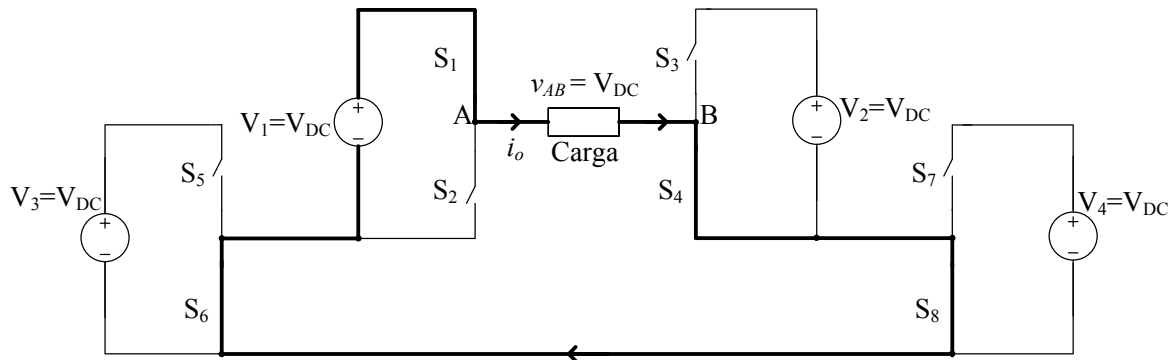 S1
S3
vAB = VDC
V1=VDC
A
B
V2=VDC
io
Carga
S5
S2
S4
S7
V3=VDC
V4=VDC
S6
S8